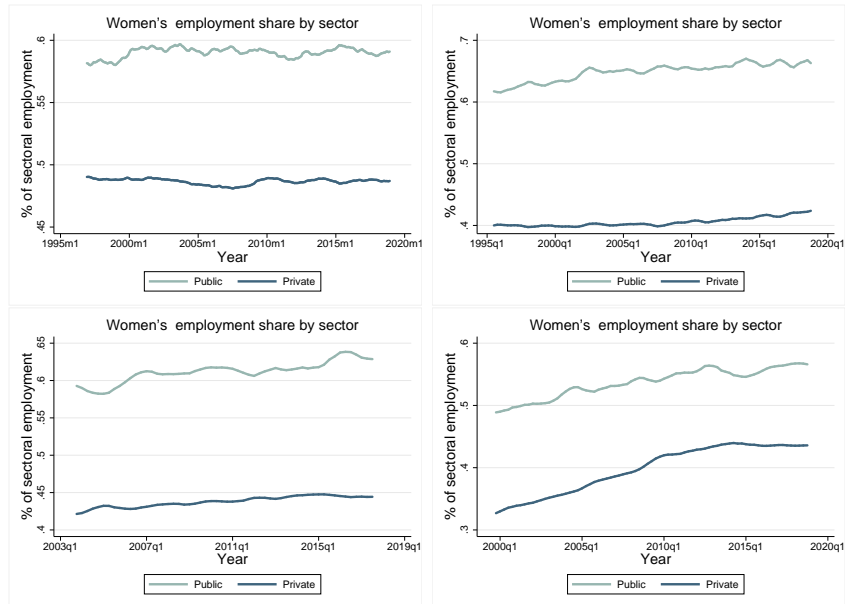 Women's  employment share by sector
% of sectoral employment
.6
.55
.5
.45
1995m1 2000m1 2005m1 2010m1 2015m1 2020m1
Year
Public Private
Women's  employment share by sector
% of sectoral employment
.7
.6
.5
.4
1995q1 2000q1 2005q1 2010q1 2015q1 2020q1
Year
Public Private
Women's  employment share by sector
% of sectoral employment
.65
.6
.55
.5
.45
.4
2003q1 2007q1 2011q1 2015q1 2019q1
Year
Public Private
Women's  employment share by sector
% of sectoral employment
.6
.5
.4
.3
2000q1 2005q1 2010q1 2015q1 2020q1
Year
Public Private